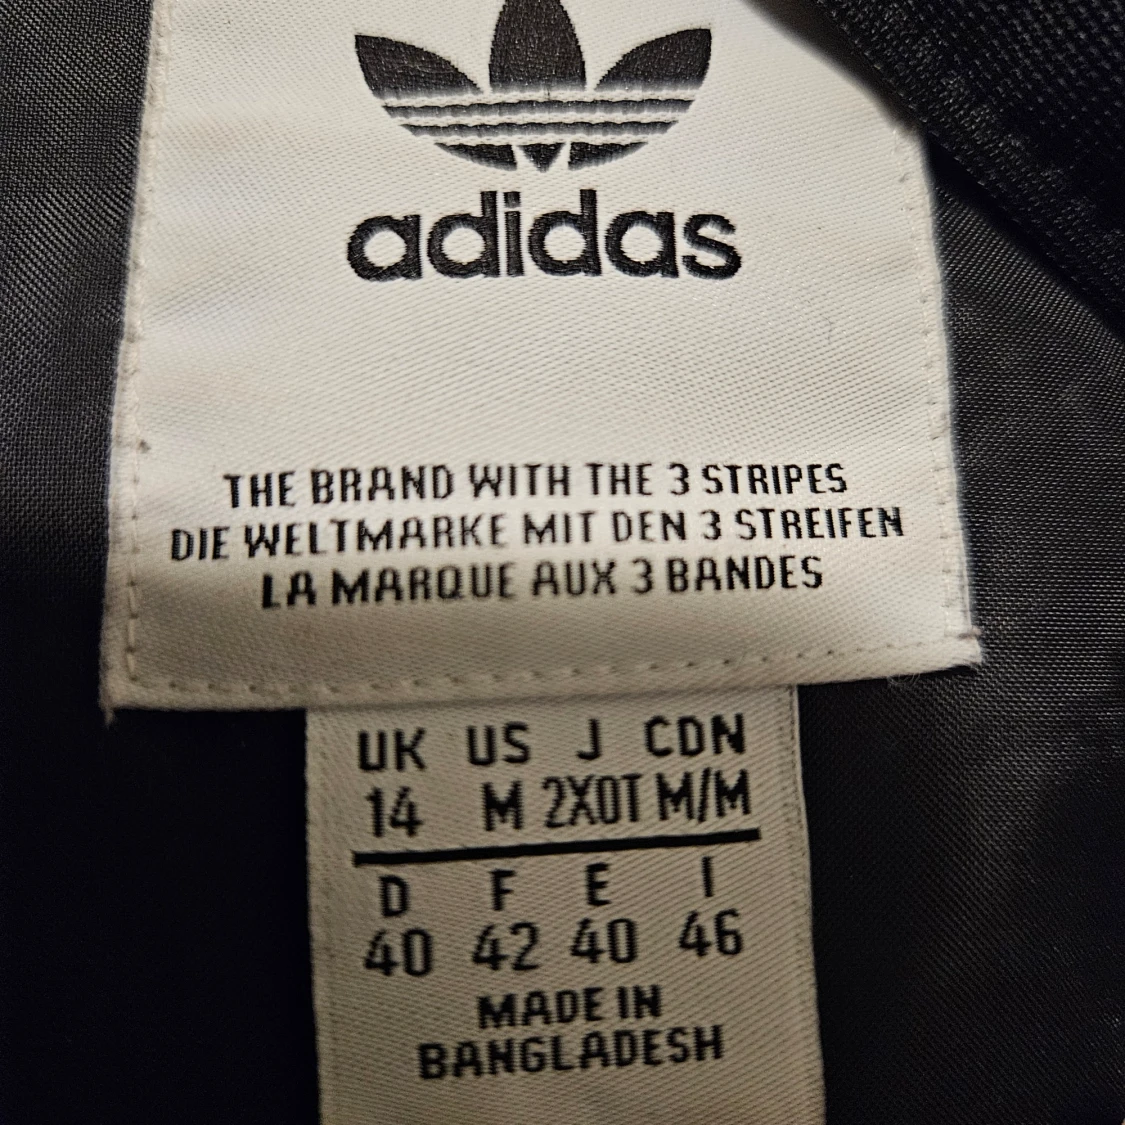 adidas
THE BRAND WITH THE 3 STRIPES
DIE WELTMARKE MIT DEN 3 STREIFEN
LA MARQUE AUX 3 BANDES
UK US J CDN
14 M 2XOT M/M
D F E I
40 42 40 46
MADE IN
BANGLADESH